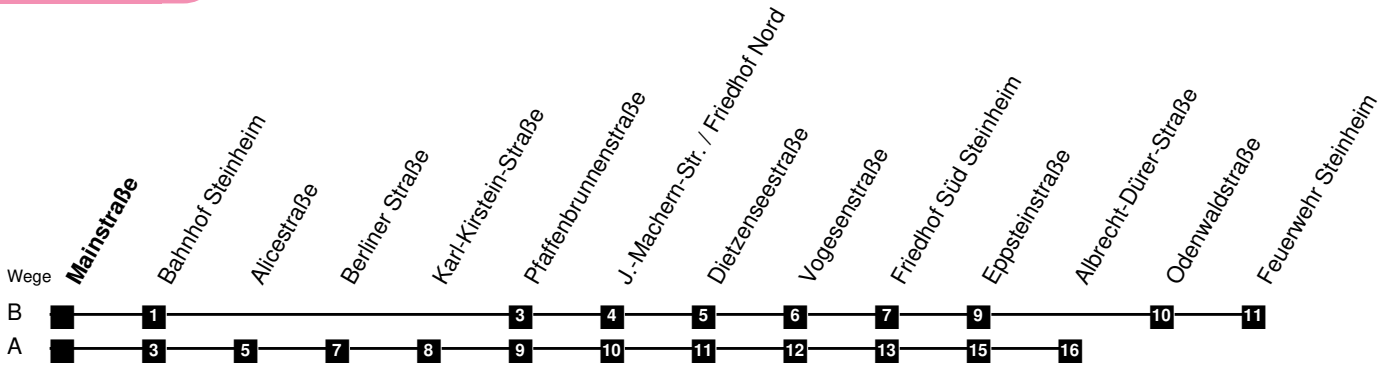 Mainstraße
Bahnhof Steinheim
Alicestraße
Berliner Straße
Karl-Kirstein-Straße
Pfaffenbrunnenstraße
J.-Machern-Str. / Friedhof Nord
Dietzenseestraße
Vogesenstraße
Friedhof Süd Steinheim
Eppsteinstraße
Albrecht-Dürer-Straße
Odenwaldstraße
Feuerwehr Steinheim
Wege
B 1 3 4 5 6 7 9 10 11
A 3 5 7 8 9 10 11 12 13 15 16